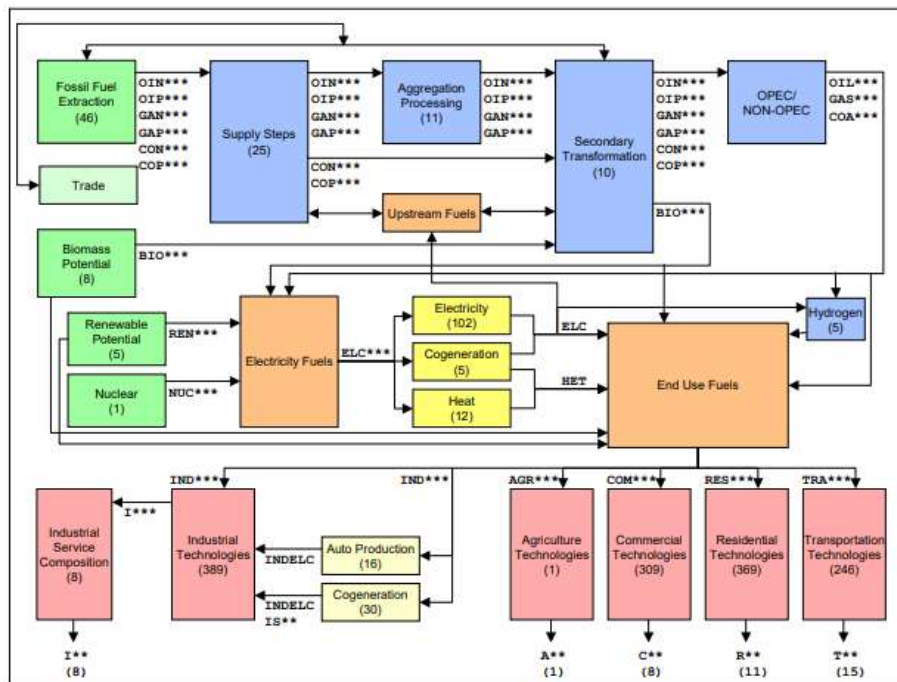 Fossil Fuel
Extraction
(46)
OIN***
OIP***
GAN***
GAP***
CON***
COP***
Supply Steps
(25)
OIN***
OIP***
GAN***
GAP***
CON***
COP***
Aggregation
Processing
(11)
OIN***
OIP***
GAN***
GAP***
Secondary
Transformation
(10)
OIN***
OIP***
GAN***
GAP***
CON***
COP***
OPEC/
NON-OPEC
OIL***
GAS***
COA***
Trade
Upstream Fuels
BIO***
Biomass
Potential
(8)
BIO***
Renewable
Potential
(5)
REN***
Nuclear
(1)
NUC***
Electricity Fuels
ELC***
Electricity
(102)
Cogeneration
(5)
Heat
(12)
ELC
HET
Hydrogen
(5)
End Use Fuels
IND***
IND***
AGR***
COM***
RES***
TRA***
Industrial
Service
Composition
(8)
I***
Industrial
Technologies
(389)
INDELC
Auto Production
(16)
INDELC
IS**
Cogeneration
(30)
Agriculture
Technologies
(1)
Commercial
Technologies
(309)
Residential
Technologies
(369)
Transportation
Technologies
(246)
I**
(8)
A**
(1)
C**
(8)
R**
(11)
T**
(15)